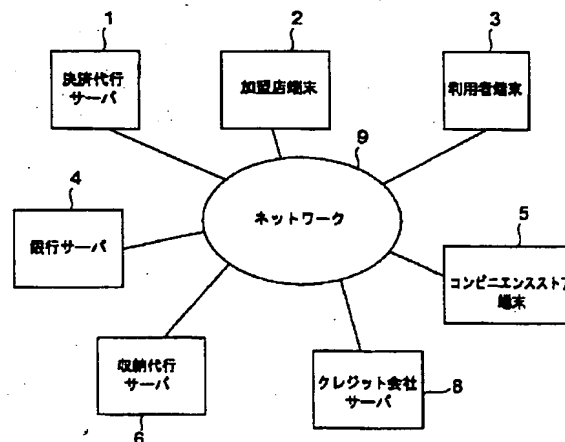 1
2
3
決済代行
サーバ
加盟店端末
利用者端末
9
4
ネットワーク
5
銀行サーバ
コンビニエンスストア
端末
収納代行
サーバ
クレジット会社
サーバ
8
6